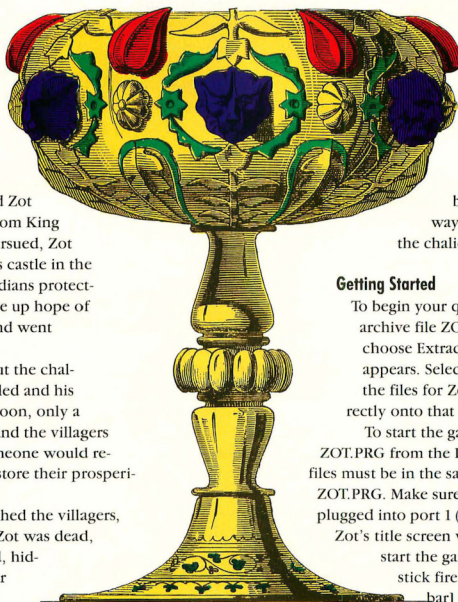 d Zot
om King
rsued, Zot
s castle in the
dians protect-
e up hope of
nd went
ut the chal-
led and his
oon, only a
and the villagers
meone would re-
store their prosperi-
hed the villagers,
Zot was dead,
d, hid-
r
b
way
the chali
Getting Started
To begin your q
archive file ZO
choose Extrac
appears. Selec
the files for Zo
rectly onto that
To start the ga
ZOT.PRG from the D
files must be in the sa
ZOT.PRG. Make sure
plugged into port 1 (
Zot's title screen w
start the ga
stick fire
bar]